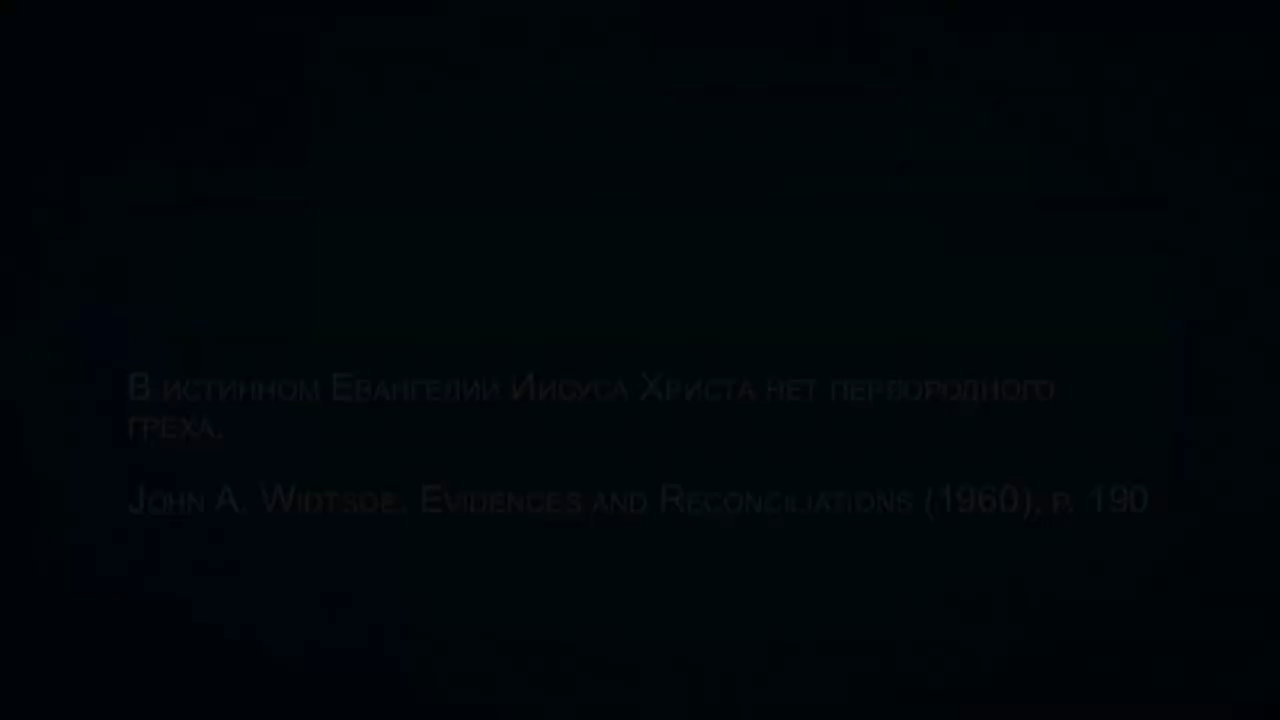 В истинном Евангелии Иисуса Христа нет первородного
греха.
John A. Widtsoe, Evidences and Reconciliations (1960), p. 190